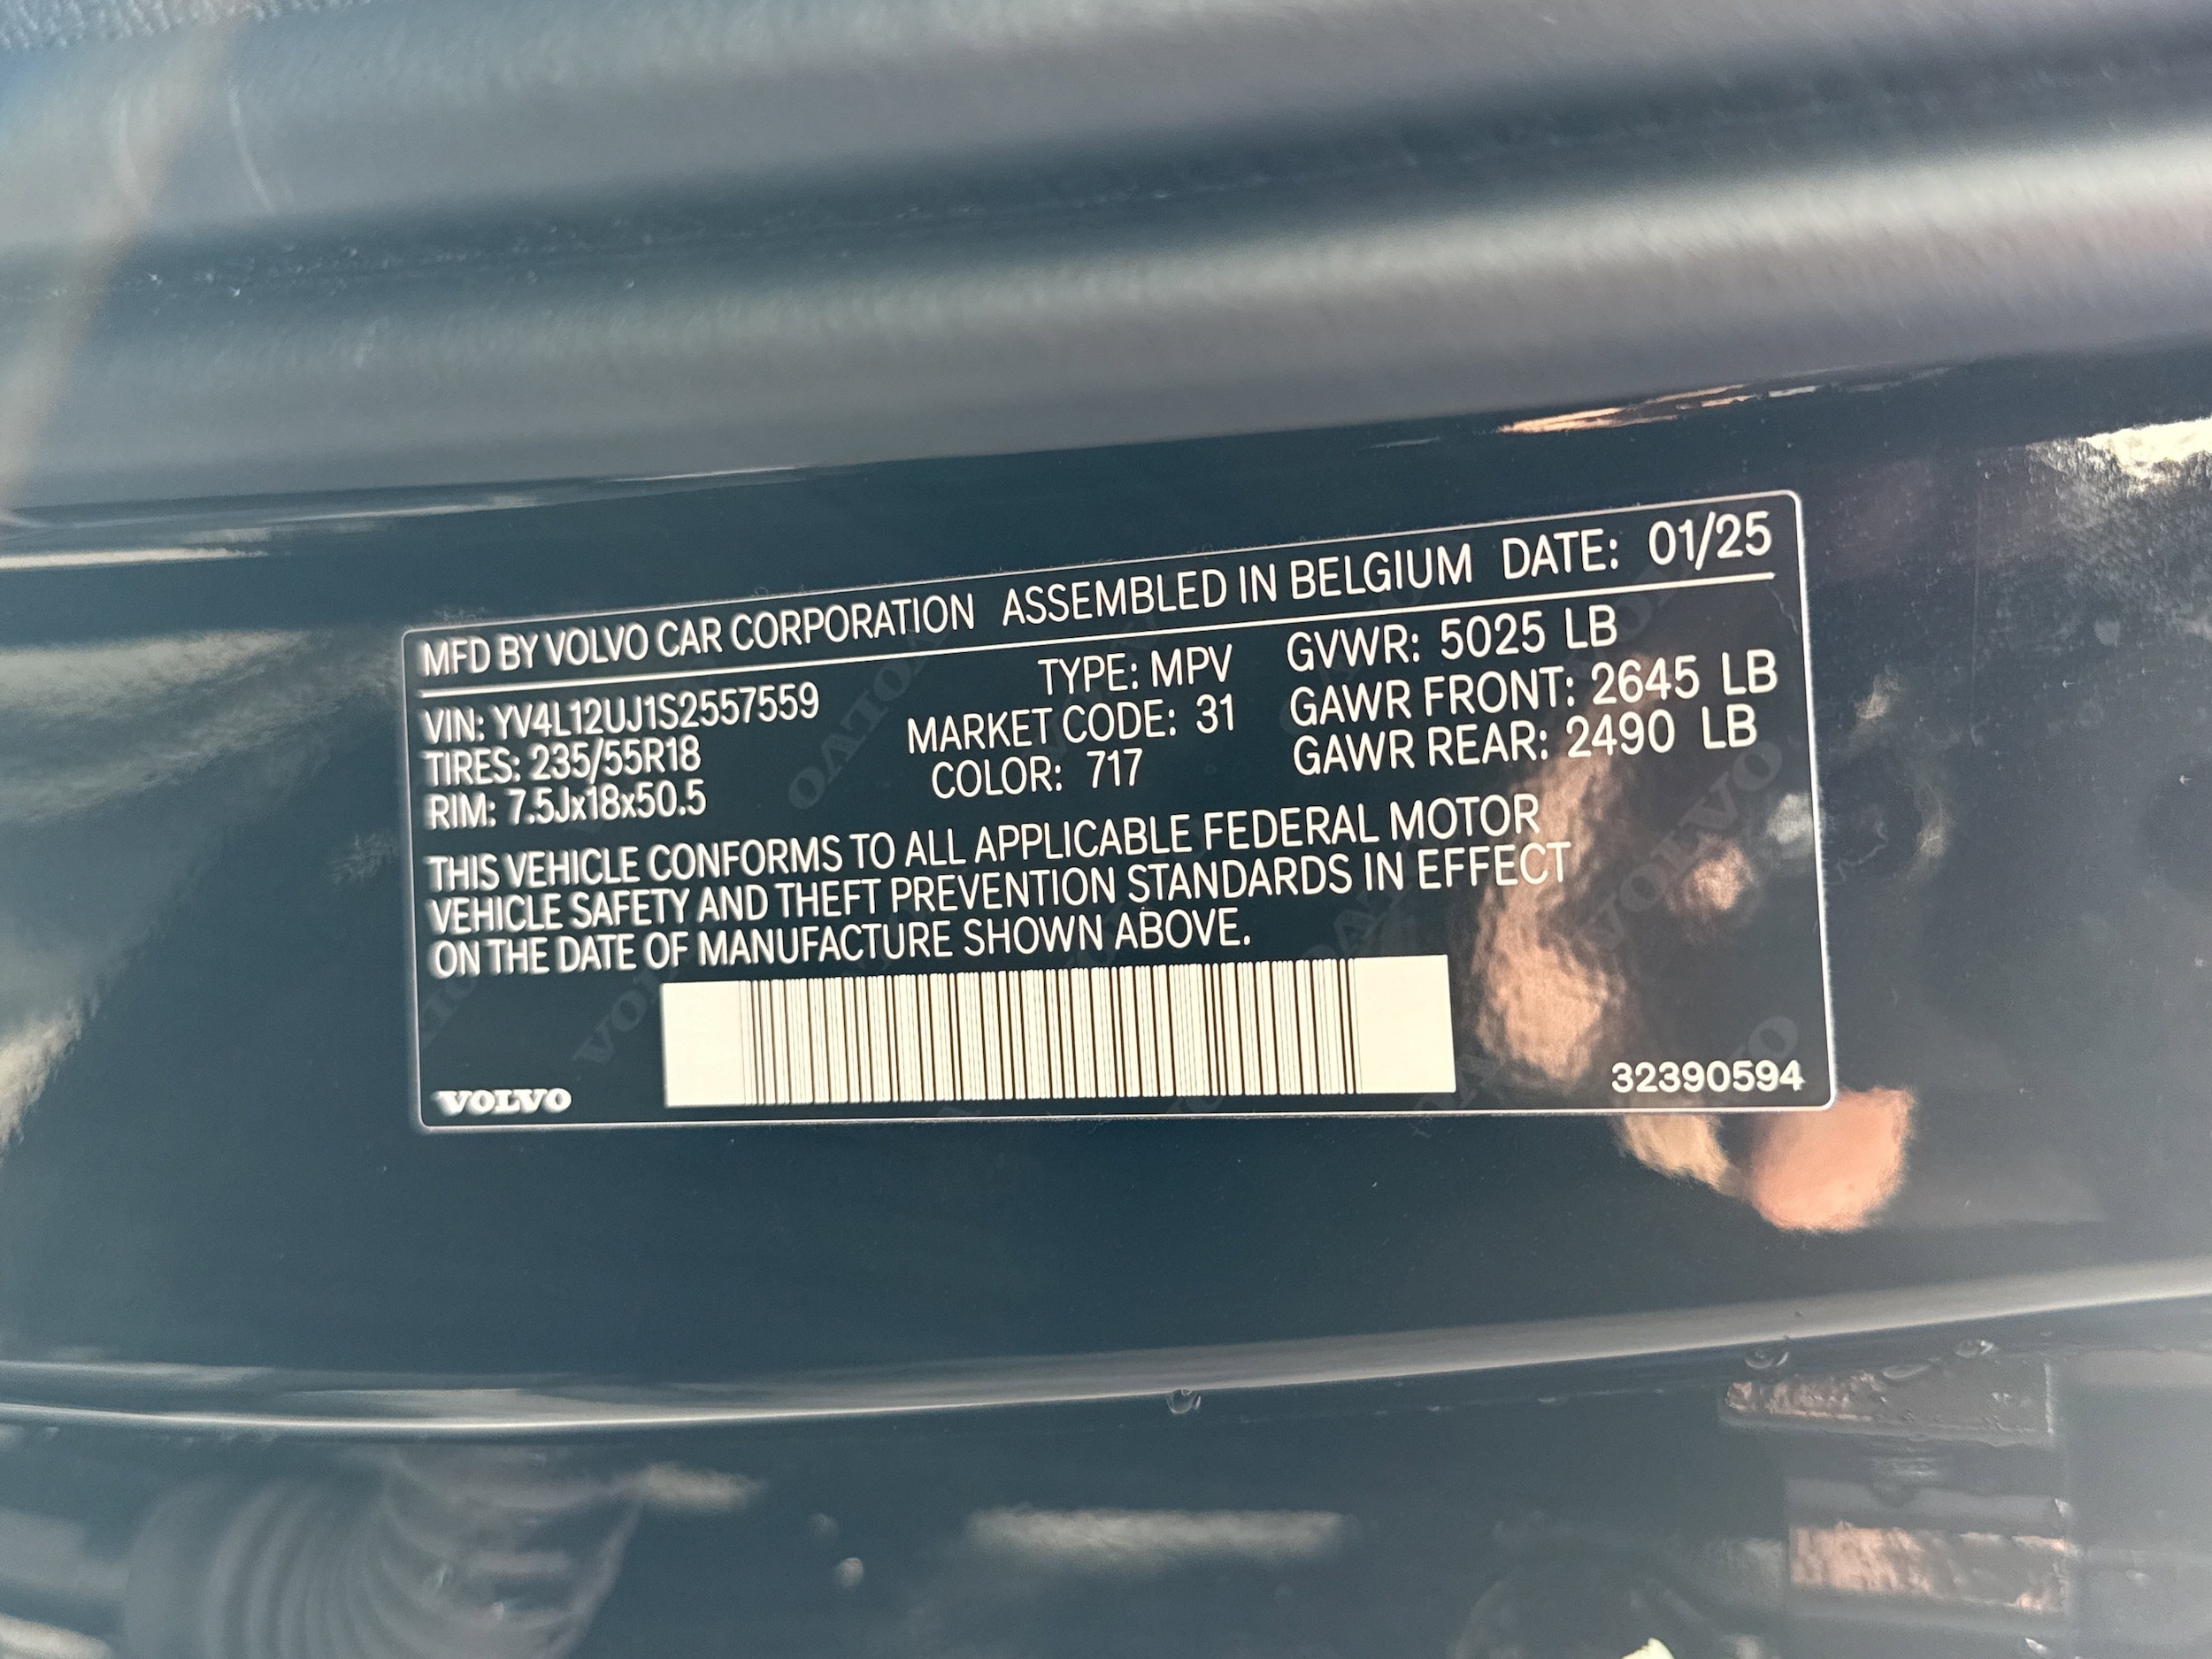 MFD BY VOLVO CAR CORPORATION ASSEMBLED IN BELGIUM DATE: 01/25
VIN: YV4L12UJ1S2557559 TYPE: MPV GVWR: 5025 LB
TIRES: 235/55R18 MARKET CODE: 31 GAWR FRONT: 2645 LB
RIM: 7.5Jx18x50.5 COLOR: 717 GAWR REAR: 2490 LB
THIS VEHICLE CONFORMS TO ALL APPLICABLE FEDERAL MOTOR
VEHICLE SAFETY AND THEFT PREVENTION STANDARDS IN EFFECT
ON THE DATE OF MANUFACTURE SHOWN ABOVE.
VOLVO 32390594